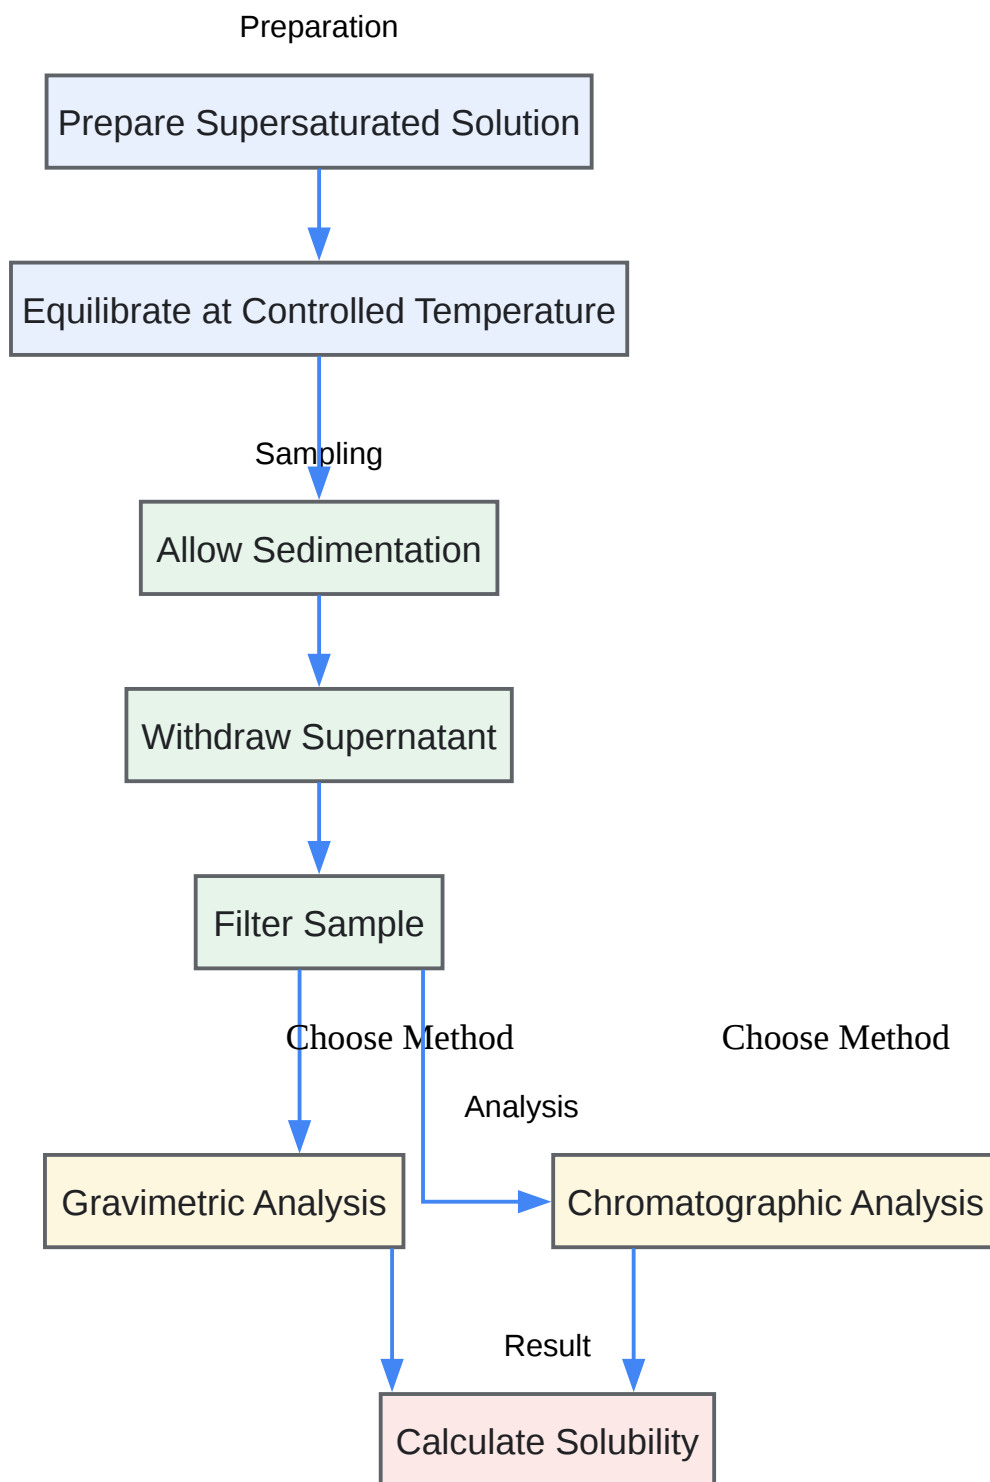 Preparation
Prepare Supersaturated Solution
Equilibrate at Controlled Temperature
Sampling
Allow Sedimentation
Withdraw Supernatant
Filter Sample
Choose Method
Choose Method
Analysis
Gravimetric Analysis
Chromatographic Analysis
Result
Calculate Solubility